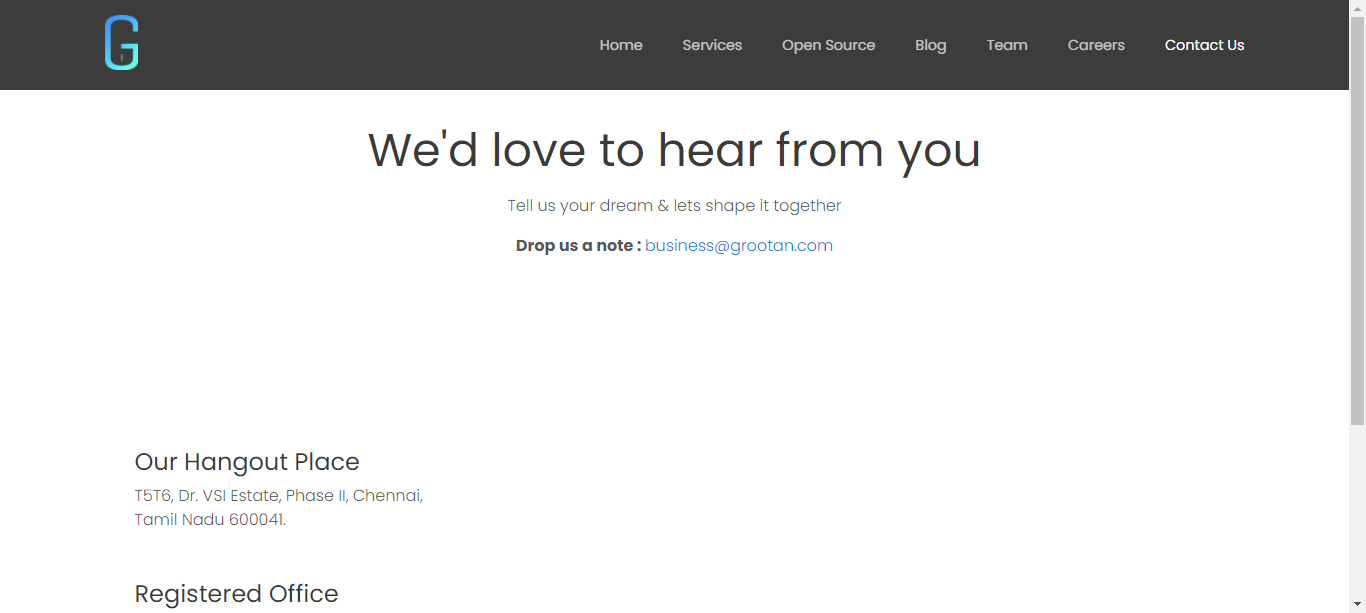 G
Home Services Open Source Blog Team Careers Contact Us
We'd love to hear from you
Tell us your dream & lets shape it together
Drop us a note : business@grootan.com
Our Hangout Place
T5T6, Dr. VSI Estate, Phase II, Chennai,
Tamil Nadu 600041.
Registered Office